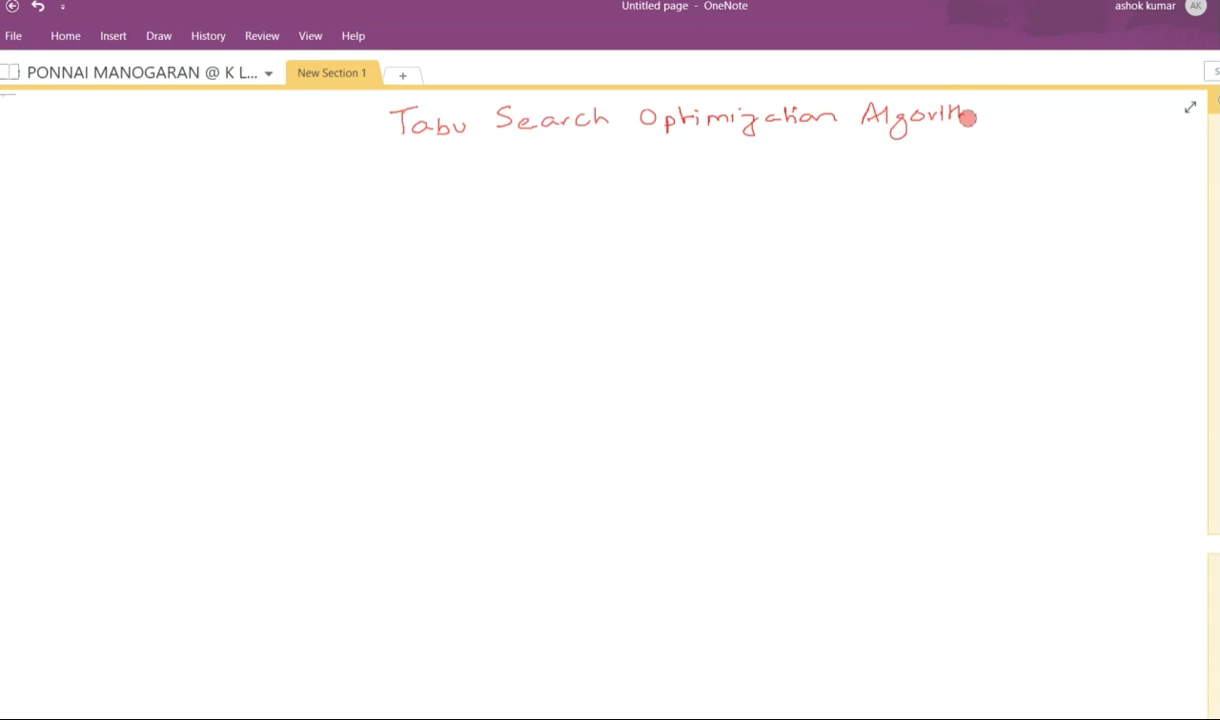 Untitled page - OneNote
ashok kumar
AK
File Home Insert Draw History Review View Help
PONNAI MANOGARAN @ K L...
New Section 1
+
Tabu Search Optimization Algorith